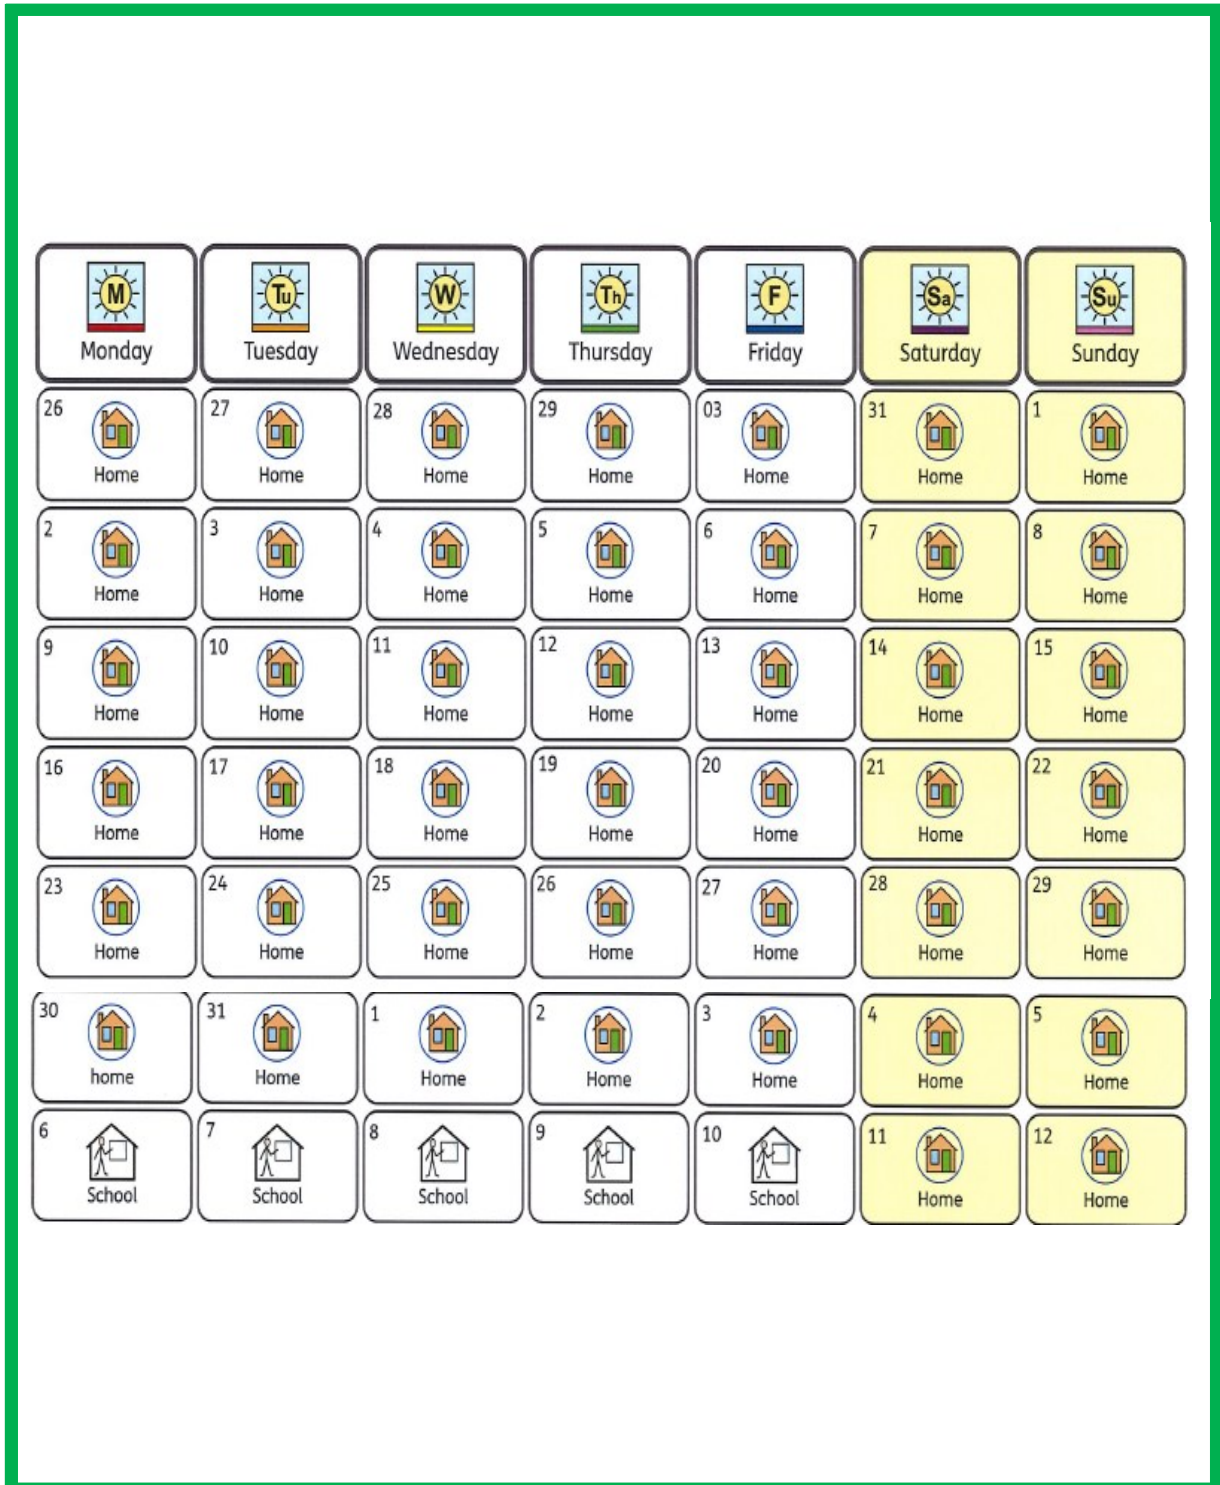 M Tu W Th F Sa Su
Monday Tuesday Wednesday Thursday Friday Saturday Sunday
26 27 28 29 03 31 1
Home Home Home Home Home Home Home
2 3 4 5 6 7 8
Home Home Home Home Home Home Home
9 10 11 12 13 14 15
Home Home Home Home Home Home Home
16 17 18 19 20 21 22
Home Home Home Home Home Home Home
23 24 25 26 27 28 29
Home Home Home Home Home Home Home
30 31 1 2 3 4 5
home Home Home Home Home Home Home
6 7 8 9 10 11 12
School School School School School Home Home